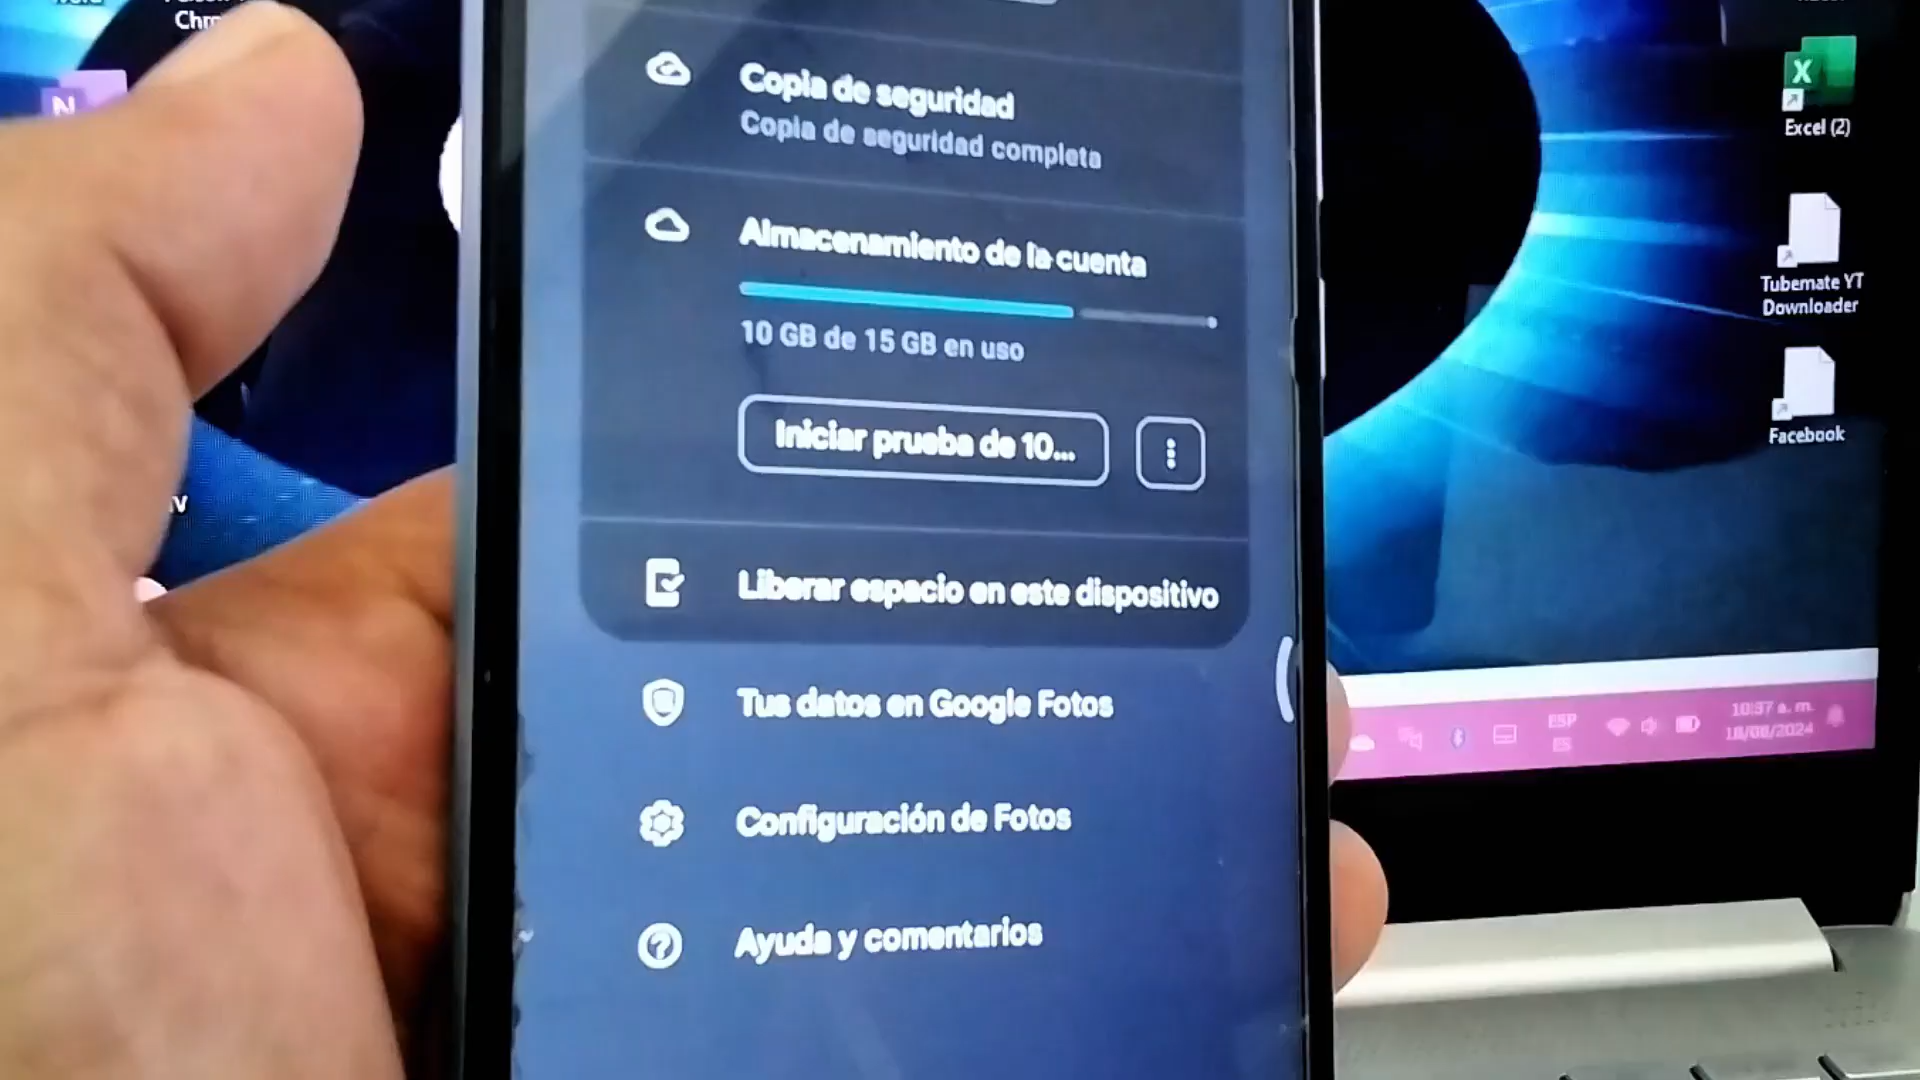 Chr
N
Copia de seguridad
Copia de seguridad completa
Almacenamiento de la cuenta
10 GB de 15 GB en uso
Iniciar prueba de 10...
Liberar espacio en este dispositivo
Tus datos en Google Fotos
Configuración de Fotos
Ayuda y comentarios
X
Excel (2)
Tubemate YT
Downloader
Facebook
ESP
ES
10:37 a. m.
18/08/2024